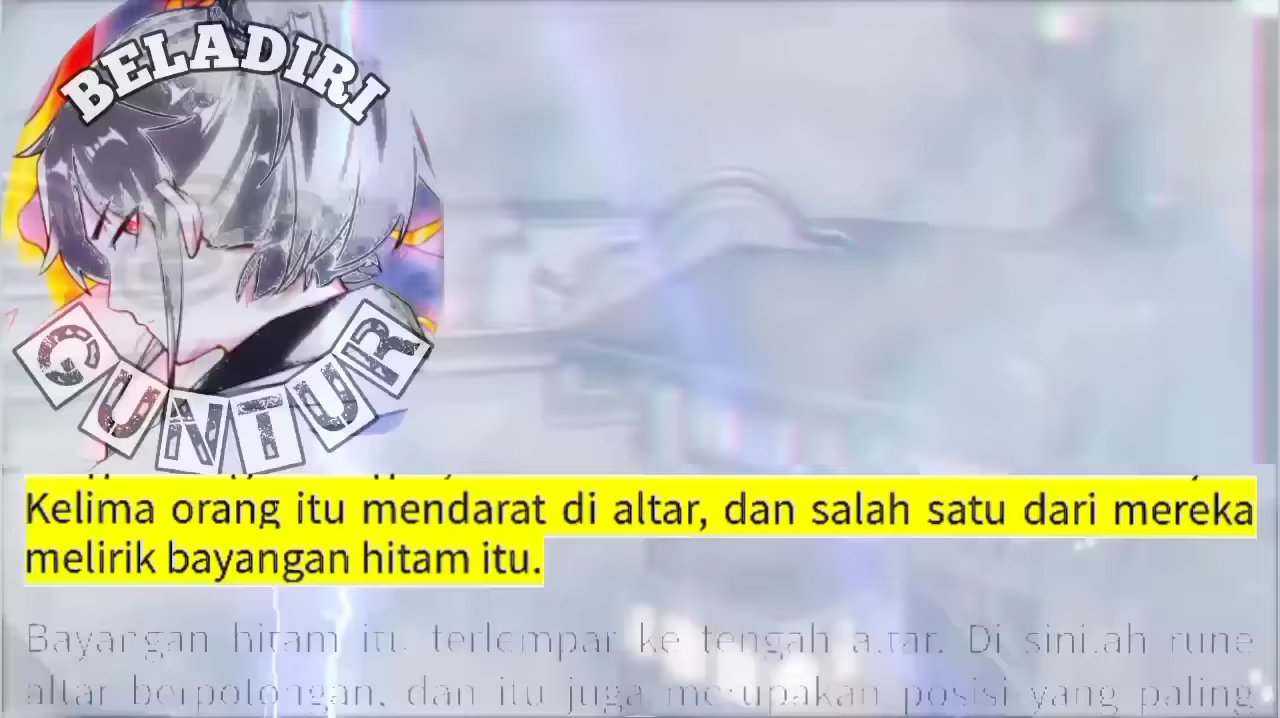 BELADIRI
GUNTUR
Kelima orang itu mendarat di altar, dan salah satu dari mereka
melirik bayangan hitam itu.
Bayangan hitam itu terlempar ke tengah altar. Di sinilah rune
altar berpotongan, dan itu juga merupakan posisi yang paling